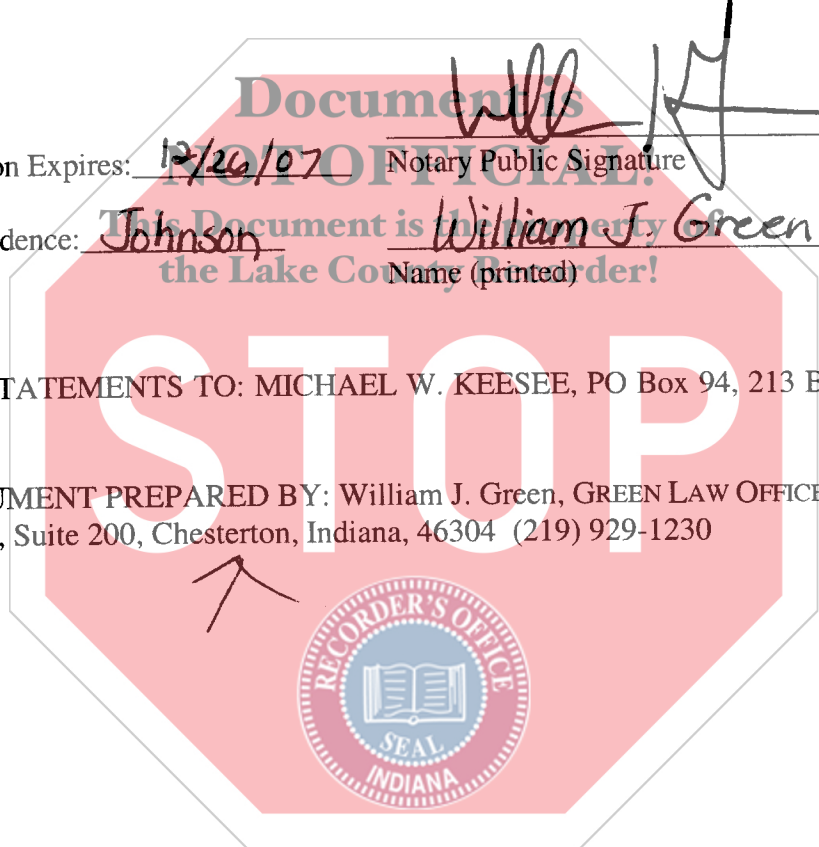 Document is
on Expires: 12/26/07 Notary Public Signature
NOT OFFICIAL!
This Document is the property of
dence: Johnson William J. Green
the Lake County Recorder!
Name (printed)
TATEMENTS TO: MICHAEL W. KEESEE, PO Box 94, 213 B
STOP
UMENT PREPARED BY: William J. Green, GREEN LAW OFFICE
, Suite 200, Chesterton, Indiana, 46304 (219) 929-1230
RECORDER'S OFFICE
SEAL
INDIANA